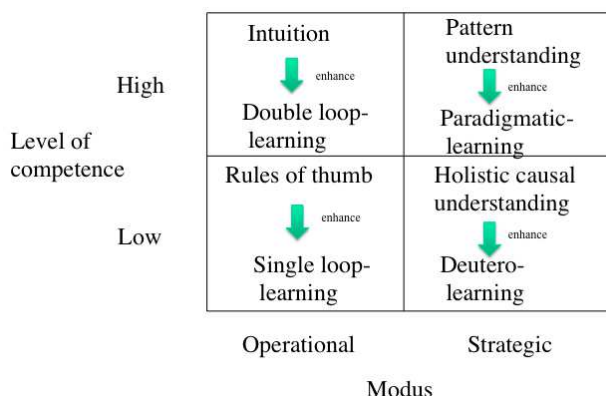 Intuition
enhance
Double loop-
learning
Pattern
understanding
enhance
Paradigmatic-
learning
High
Level of
competence
Rules of thumb
enhance
Single loop-
learning
Holistic causal
understanding
enhance
Deutero-
learning
Low
Operational
Strategic
Modus